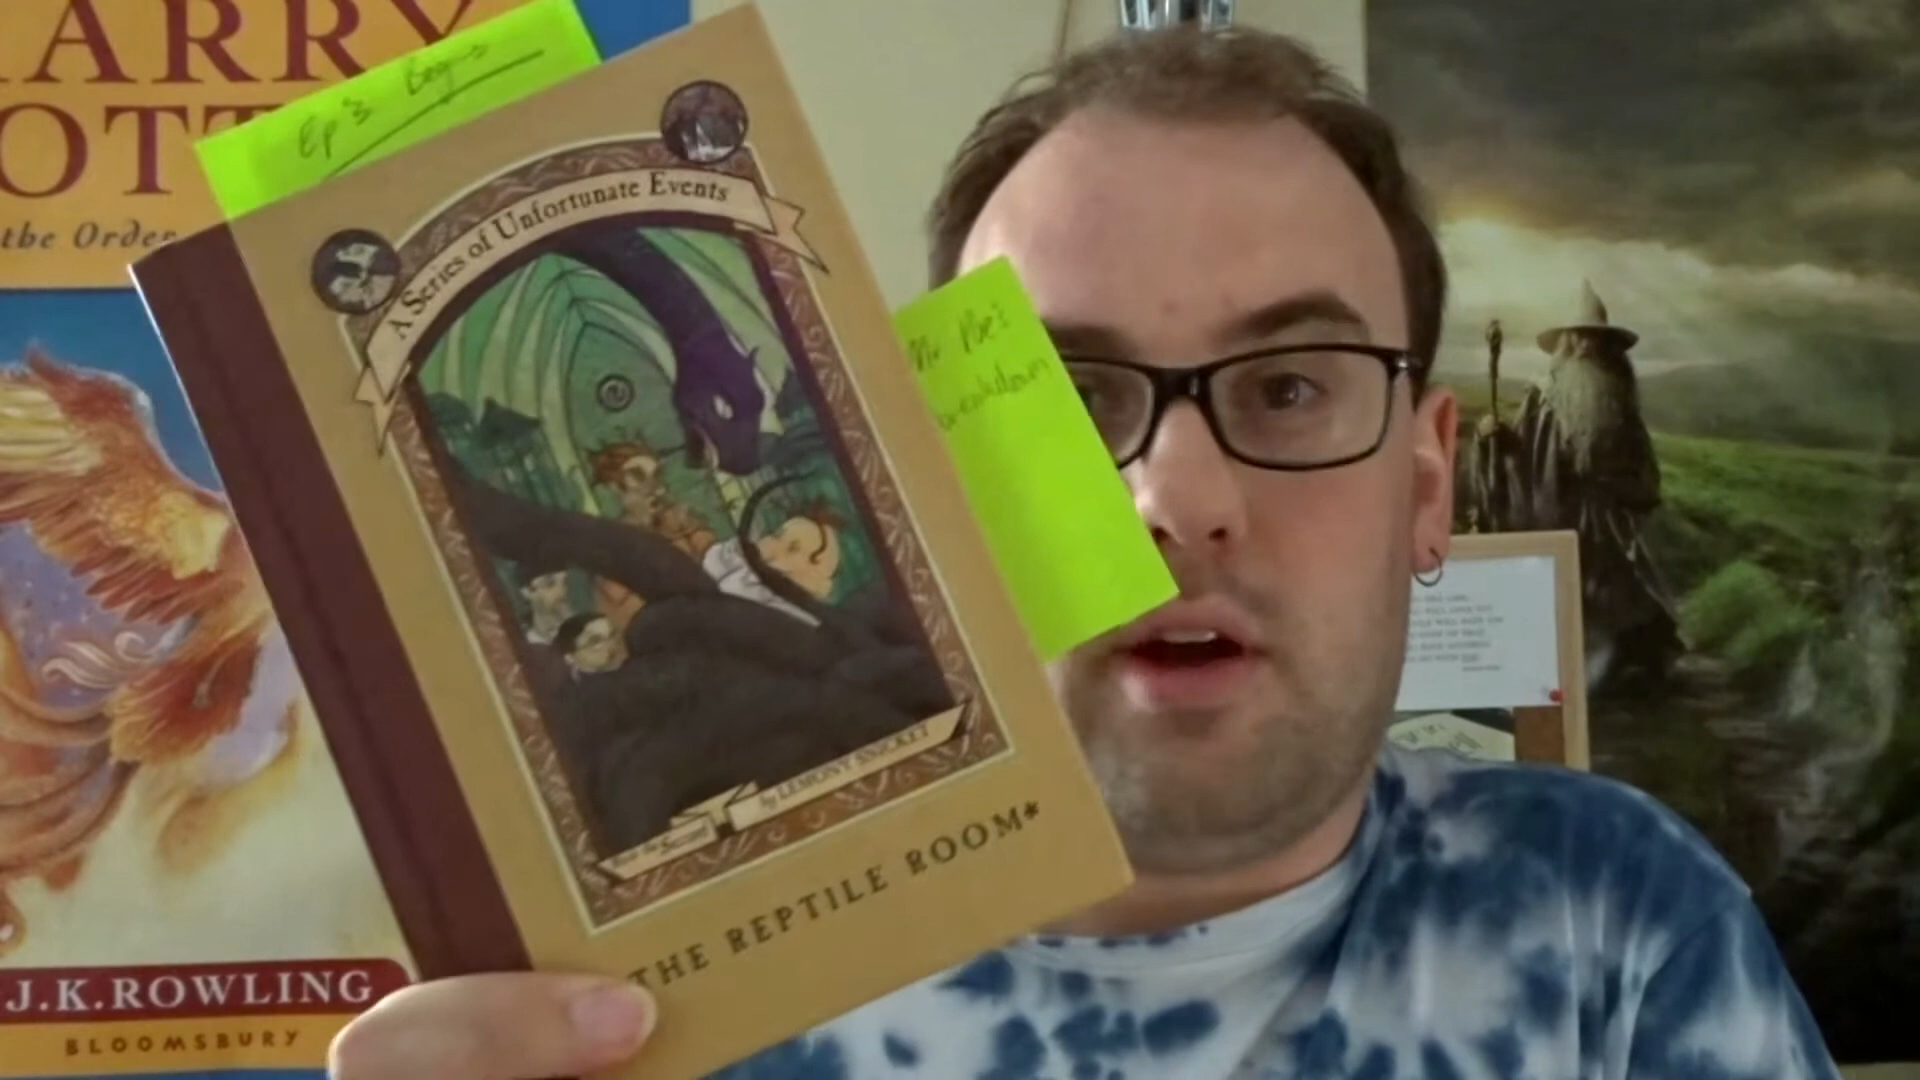 ARRY
OTT
the Order
J.K.ROWLING
BLOOMSBURY
Ep 3 Begins
A Series of Unfortunate Events
by LEMONY SNICKET
THE REPTILE ROOM*
Mr Poe's
breakdown